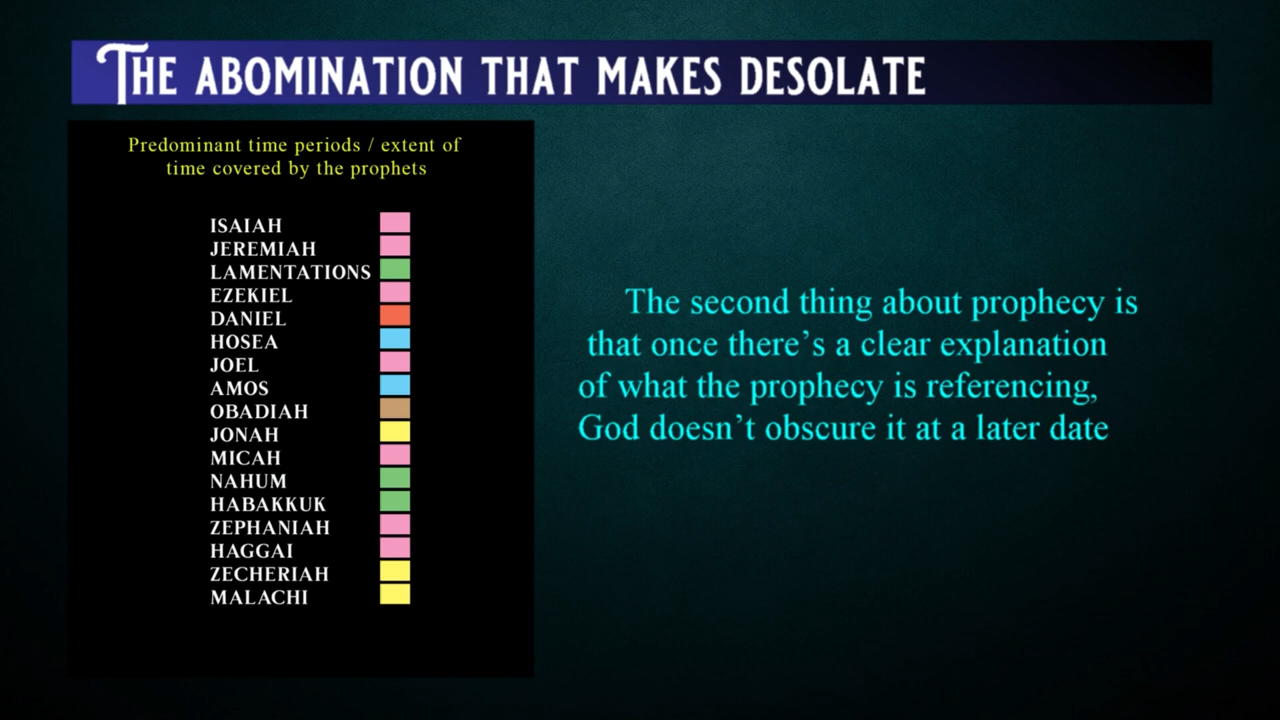 The abomination that makes desolate
Predominant time periods / extent of
time covered by the prophets
ISAIAH
JEREMIAH
LAMENTATIONS
EZEKIEL
DANIEL
HOSEA
JOEL
AMOS
OBADIAH
JONAH
MICAH
NAHUM
HABAKKUK
ZEPHANIAH
HAGGAI
ZECHERIAH
MALACHI
The second thing about prophecy is
that once there’s a clear explanation
of what the prophecy is referencing,
God doesn’t obscure it at a later date